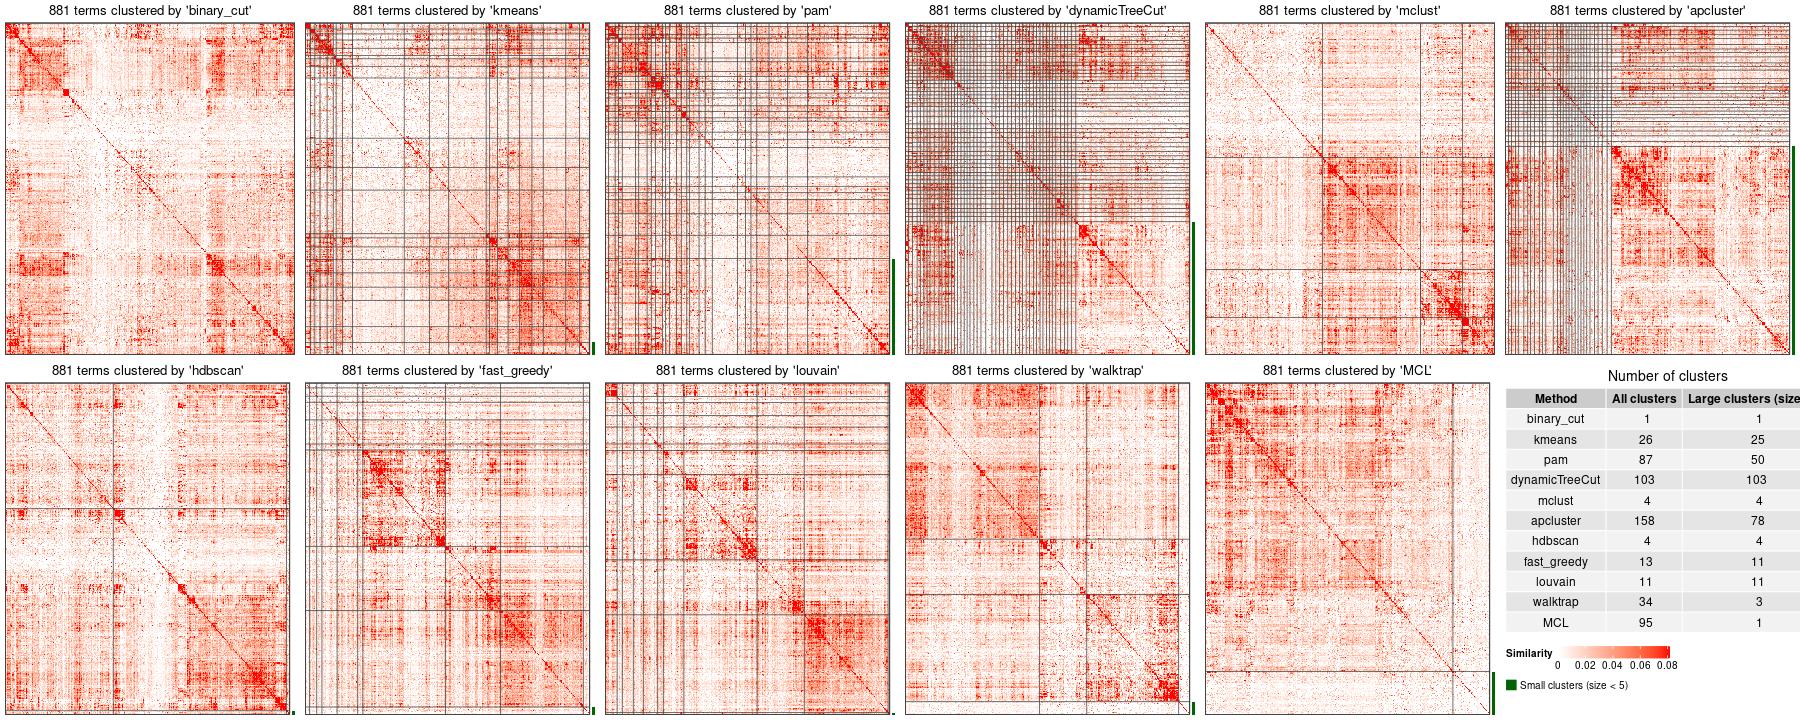 881 terms clustered by 'binary_cut'
881 terms clustered by 'kmeans'
881 terms clustered by 'pam'
881 terms clustered by 'dynamicTreeCut'
881 terms clustered by 'mclust'
881 terms clustered by 'apcluster'
881 terms clustered by 'hdbscan'
881 terms clustered by 'fast_greedy'
881 terms clustered by 'louvain'
881 terms clustered by 'walktrap'
881 terms clustered by 'MCL'
Number of clusters
Method All clusters Large clusters (size
binary_cut 1 1
kmeans 26 25
pam 87 50
dynamicTreeCut 103 103
mclust 4 4
apcluster 158 78
hdbscan 4 4
fast_greedy 13 11
louvain 11 11
walktrap 34 3
MCL 95 1
Similarity
0 0.02 0.04 0.06 0.08
Small clusters (size < 5)